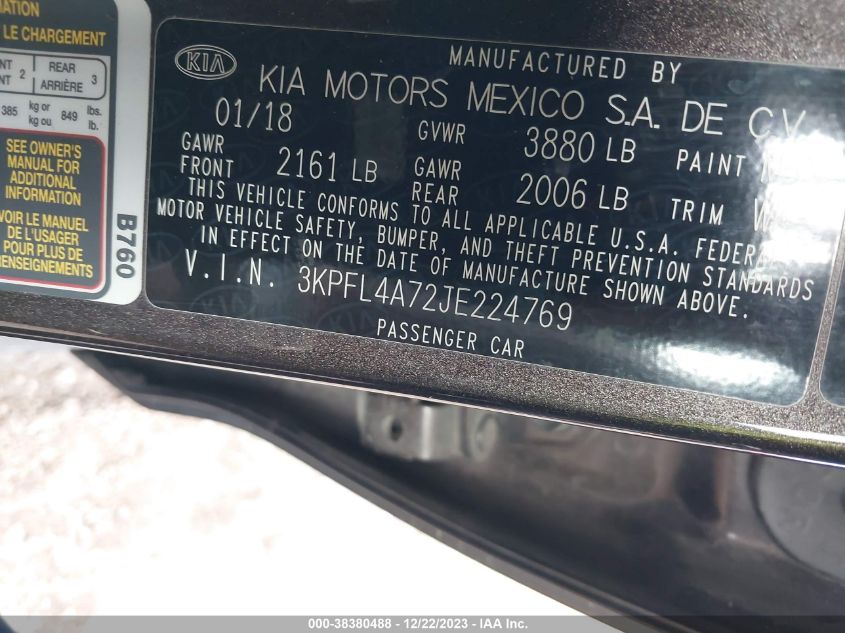 MATION
LE CHARGEMENT
NT 2 REAR 3
NT ARRIÈRE
385 kg or 849 lbs.
kg ou lb.
SEE OWNER'S
MANUAL FOR
ADDITIONAL
INFORMATION
VOIR LE MANUEL
DE L'USAGER
POUR PLUS DE
RENSEIGNEMENTS
B760
KIA
MANUFACTURED BY
KIA MOTORS MEXICO S.A. DE C.V.
01/18 GVWR 3880 LB PAINT
GAWR FRONT 2161 LB GAWR REAR 2006 LB TRIM
THIS VEHICLE CONFORMS TO ALL APPLICABLE U.S.A. FEDERA
MOTOR VEHICLE SAFETY, BUMPER, AND THEFT PREVENTION STANDARDS
IN EFFECT ON THE DATE OF MANUFACTURE SHOWN ABOVE.
V.I.N. 3KPFL4A72JE224769
PASSENGER CAR
000-38380488 - 12/22/2023 - IAA Inc.